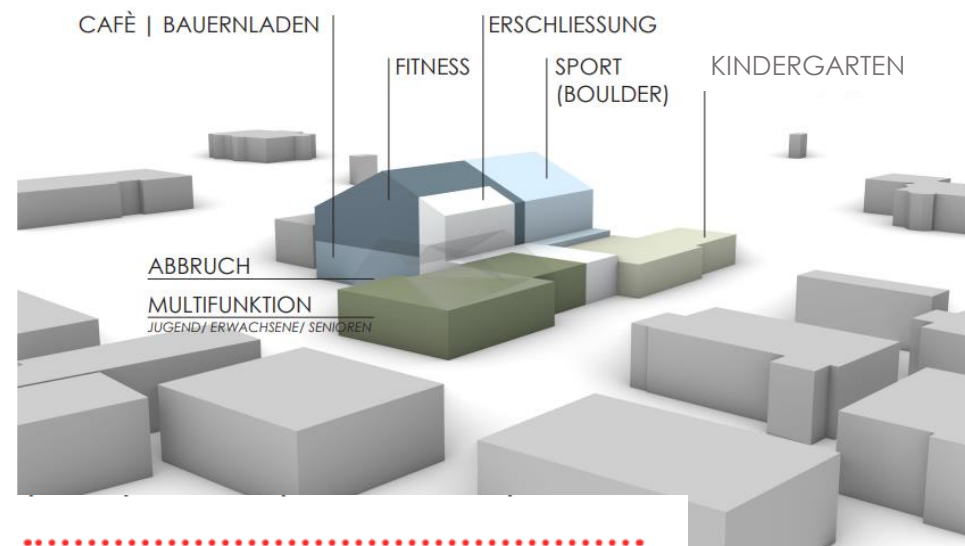 CAFÈ | BAUERNLADEN
ERSCHLIESSUNG
FITNESS
SPORT
(BOULDER)
KINDERGARTEN
ABBRUCH
MULTIFUNKTION
JUGEND/ ERWACHSENE/ SENIOREN